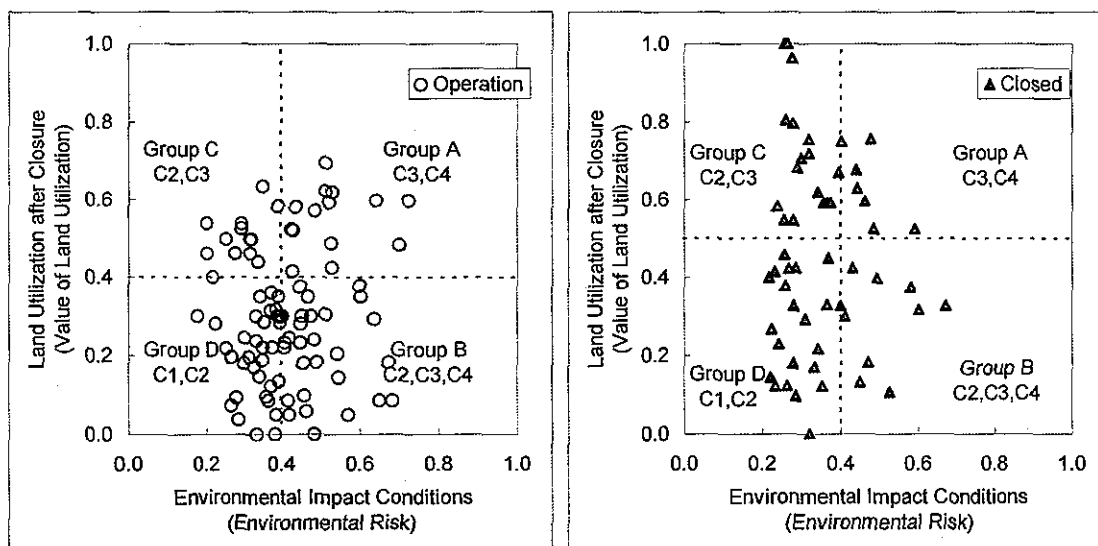 1.0
0.8
0.6
0.4
0.2
0.0
Land Utilization after Closure
(Value of Land Utilization)
Operation
Group C
C2,C3
Group A
C3,C4
Group D
C1,C2
Group B
C2,C3,C4
0.0 0.2 0.4 0.6 0.8 1.0
Environmental Impact Conditions
(Environmental Risk)
1.0
0.8
0.6
0.4
0.2
0.0
Land Utilization after Closure
(Value of Land Utilization)
Closed
Group C
C2,C3
Group A
C3,C4
Group D
C1,C2
Group B
C2,C3,C4
0.0 0.2 0.4 0.6 0.8 1.0
Environmental Impact Conditions
(Environmental Risk)